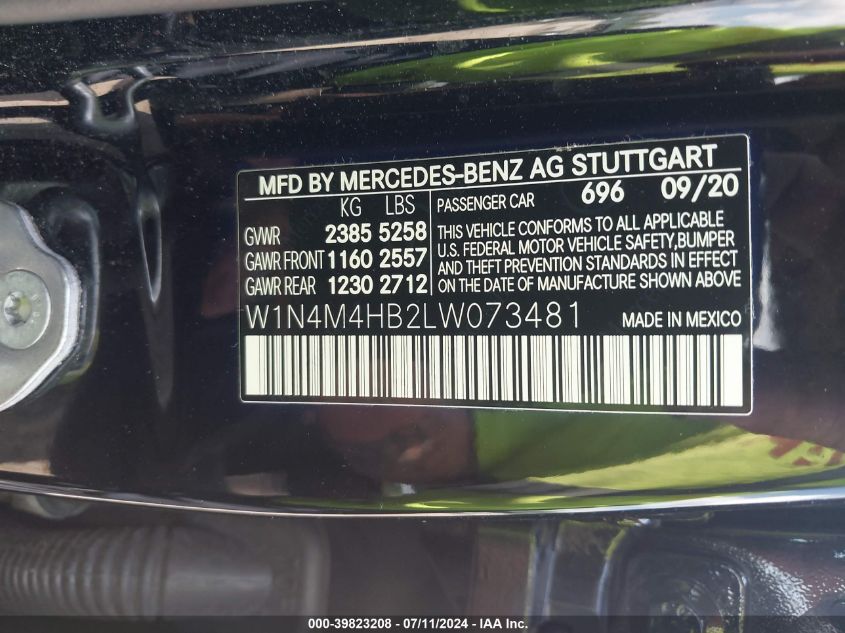 MFD BY MERCEDES-BENZ AG STUTTGART
KG LBS
PASSENGER CAR 696 09/20
GVWR 2385 5258
GAWR FRONT 1160 2557
GAWR REAR 1230 2712
THIS VEHICLE CONFORMS TO ALL APPLICABLE
U.S. FEDERAL MOTOR VEHICLE SAFETY,BUMPER
AND THEFT PREVENTION STANDARDS IN EFFECT
ON THE DATE OF MANUFACTURE SHOWN ABOVE
W1N4M4HB2LW073481 MADE IN MEXICO
000-39823208 - 07/11/2024 - IAA Inc.